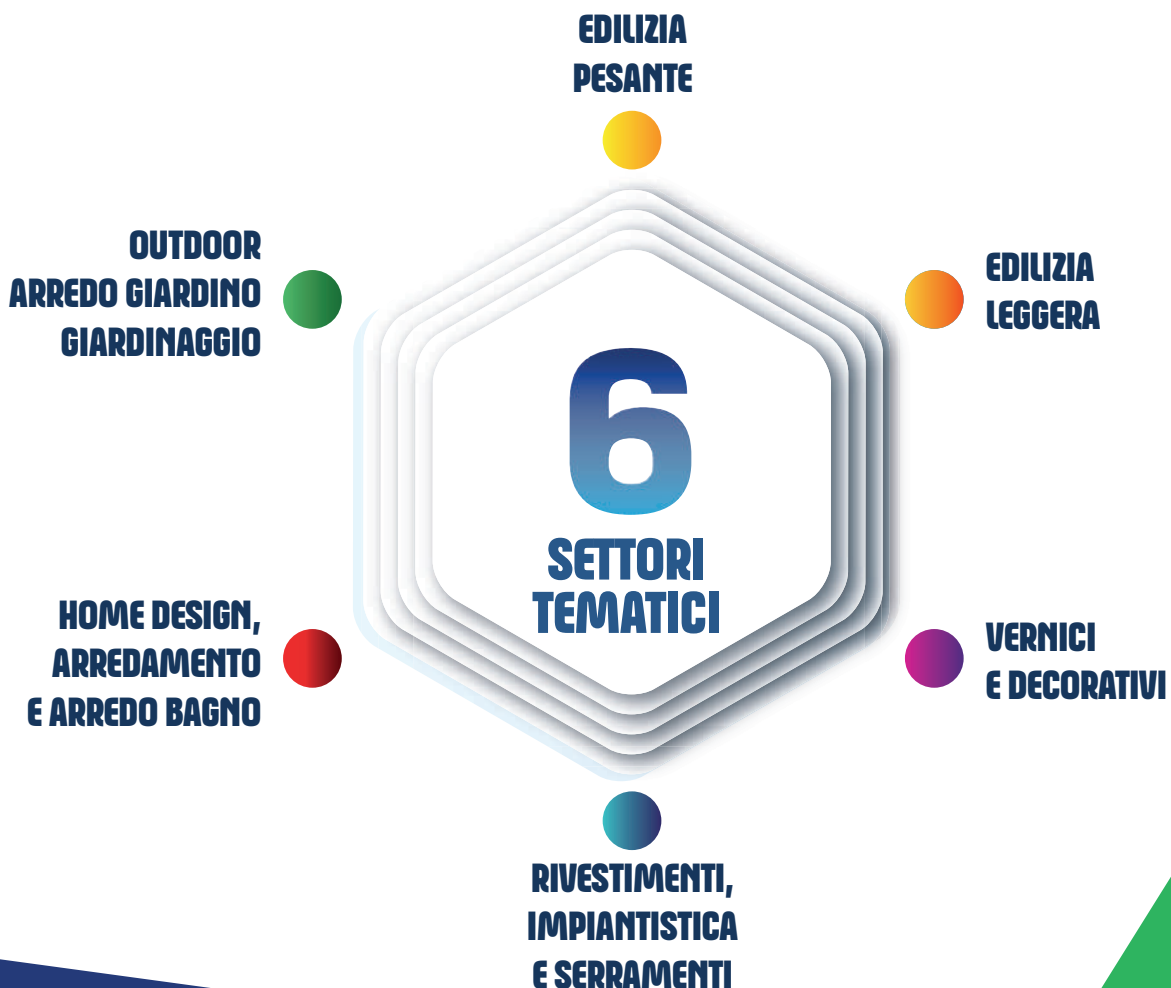 EDILIZIA
PESANTE
OUTDOOR
ARREDO GIARDINO
GIARDINAGGIO
EDILIZIA
LEGGERA
6
SETTORI
TEMATICI
HOME DESIGN,
ARREDAMENTO
E ARREDO BAGNO
VERNICI
E DECORATIVI
RIVESTIMENTI,
IMPIANTISTICA
E SERRAMENTI